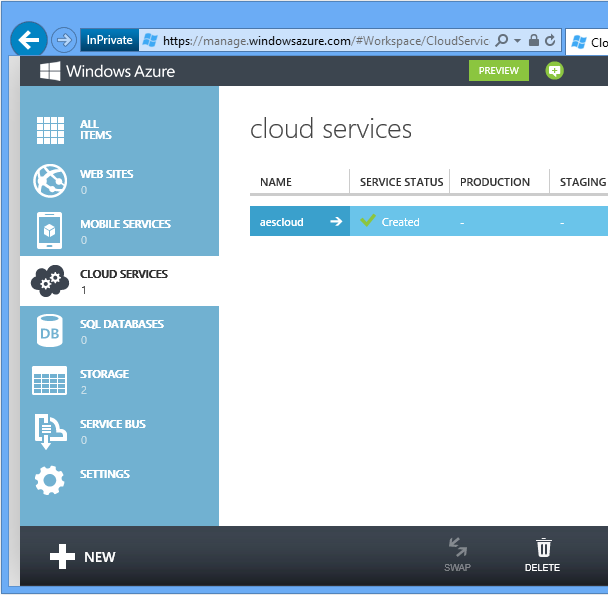 InPrivate https://manage.windowsazure.com/#Workspace/CloudServic
Clo
Windows Azure
PREVIEW
ALL
ITEMS
WEB SITES
0
MOBILE SERVICES
0
CLOUD SERVICES
1
SQL DATABASES
DB
0
STORAGE
2
SERVICE BUS
0
SETTINGS
cloud services
NAME SERVICE STATUS PRODUCTION STAGING
aescloud Created - -
NEW
SWAP
DELETE